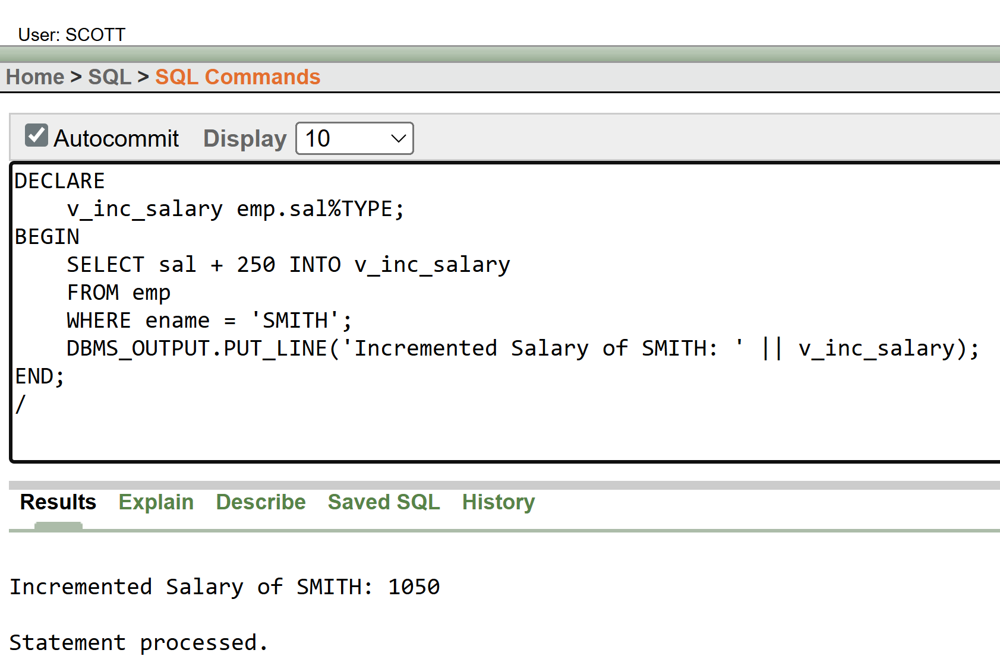 User: SCOTT
Home > SQL > SQL Commands
Autocommit Display 10
DECLARE
    v_inc_salary emp.sal%TYPE;
BEGIN
    SELECT sal + 250 INTO v_inc_salary
    FROM emp
    WHERE ename = 'SMITH';
    DBMS_OUTPUT.PUT_LINE('Incremented Salary of SMITH: ' || v_inc_salary);
END;
/
Results Explain Describe Saved SQL History
Incremented Salary of SMITH: 1050
Statement processed.